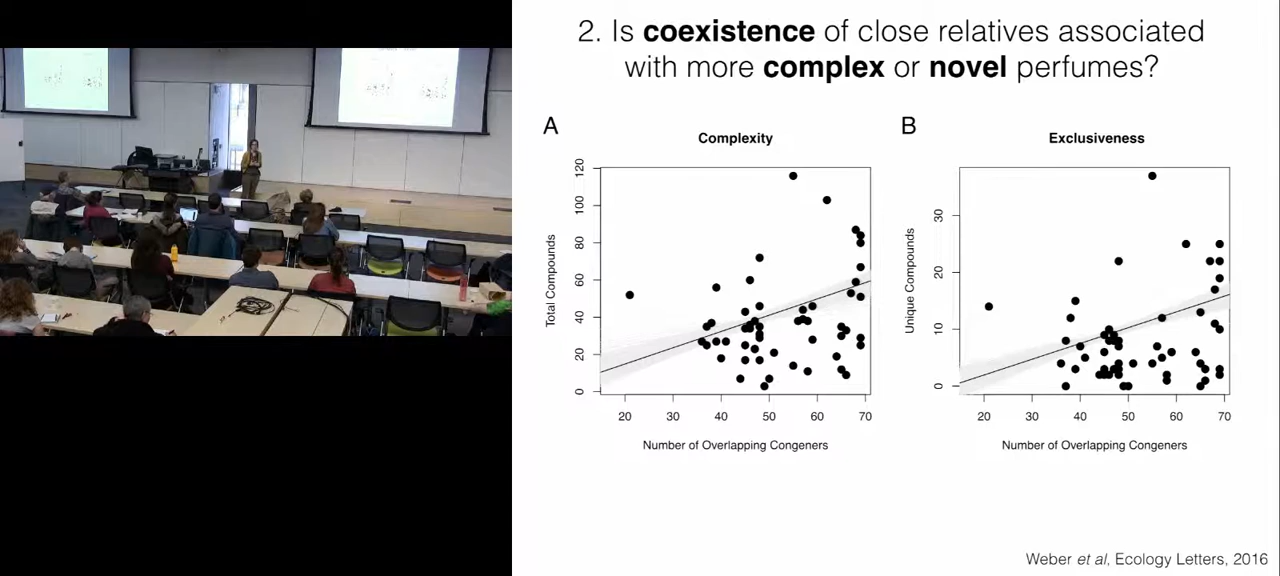 2. Is coexistence of close relatives associated
with more complex or novel perfumes?
A
Complexity
Total Compounds
0
20
40
60
80
100
120
20
30
40
50
60
70
Number of Overlapping Congeners
B
Exclusiveness
Unique Compounds
0
10
20
30
20
30
40
50
60
70
Number of Overlapping Congeners
Weber et al, Ecology Letters, 2016